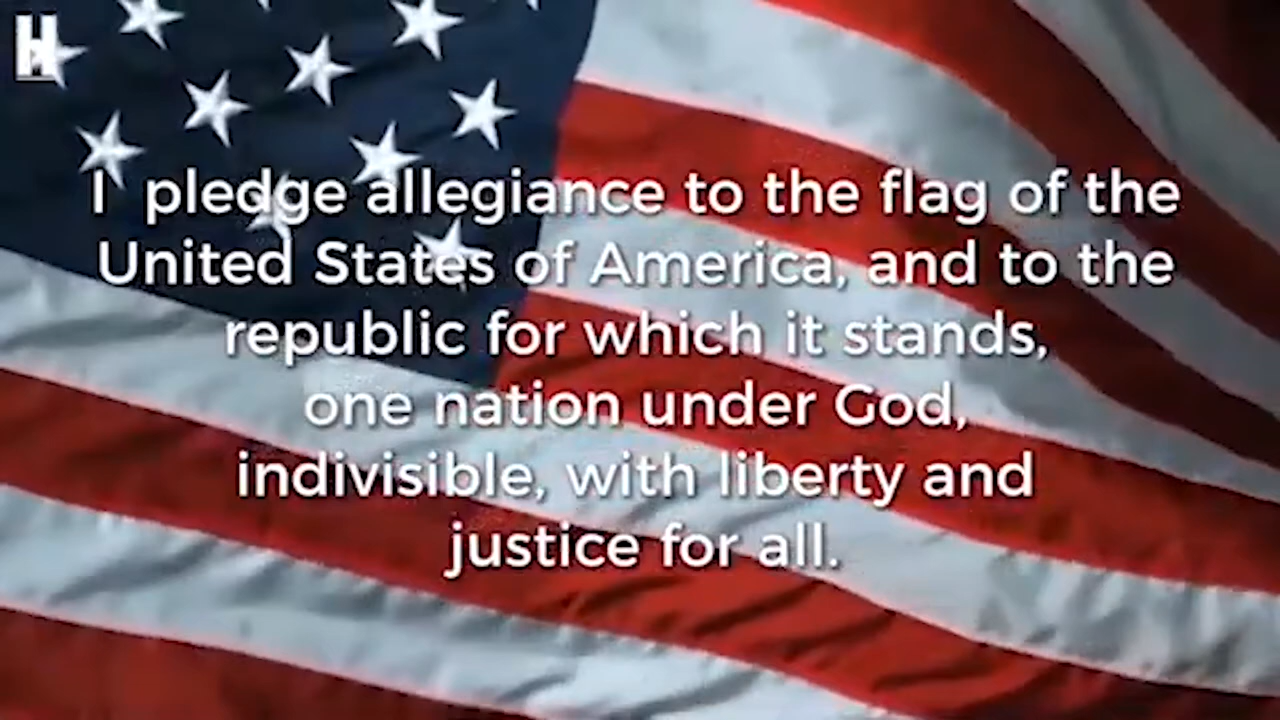 H
I pledge allegiance to the flag of the
United States of America, and to the
republic for which it stands,
one nation under God,
indivisible, with liberty and
justice for all.